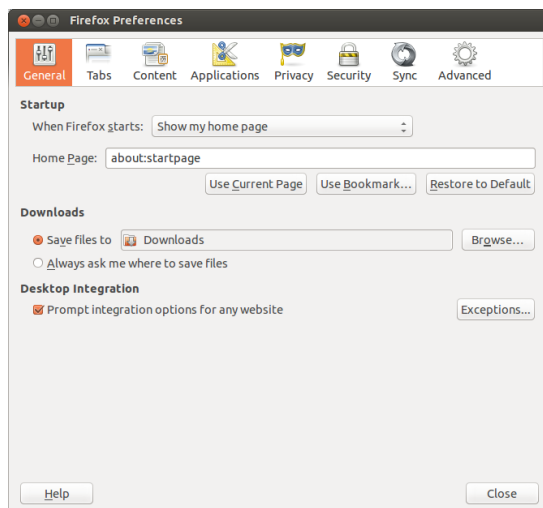 Firefox Preferences
General Tabs Content Applications Privacy Security Sync Advanced
Startup
When Firefox starts: Show my home page
Home Page: about:startpage
Use Current Page Use Bookmark... Restore to Default
Downloads
Save files to Downloads Browse...
Always ask me where to save files
Desktop Integration
Prompt integration options for any website Exceptions...
Help Close